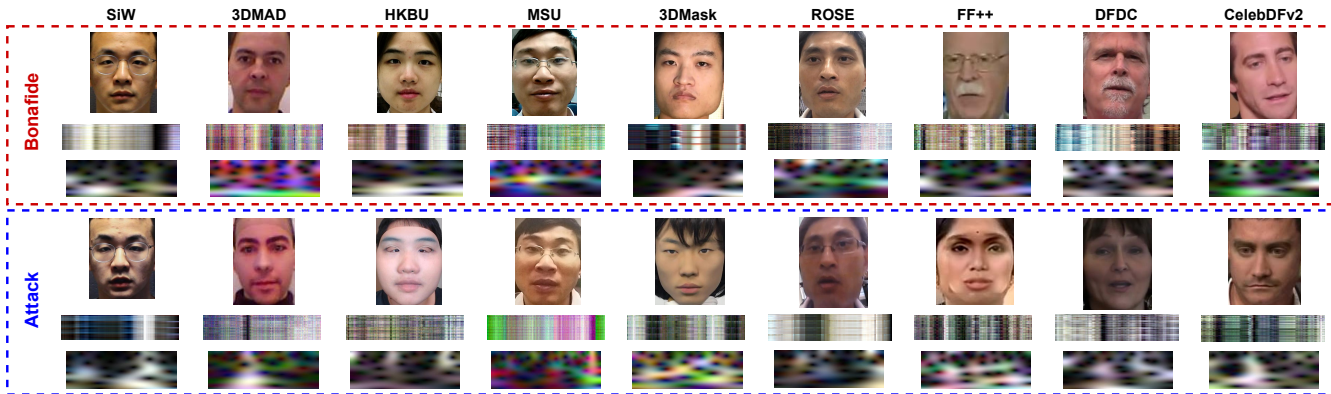 SiW 3DMAD HKBU MSU 3DMask ROSE FF++ DFDC CelebDFv2
Bonafide
Attack